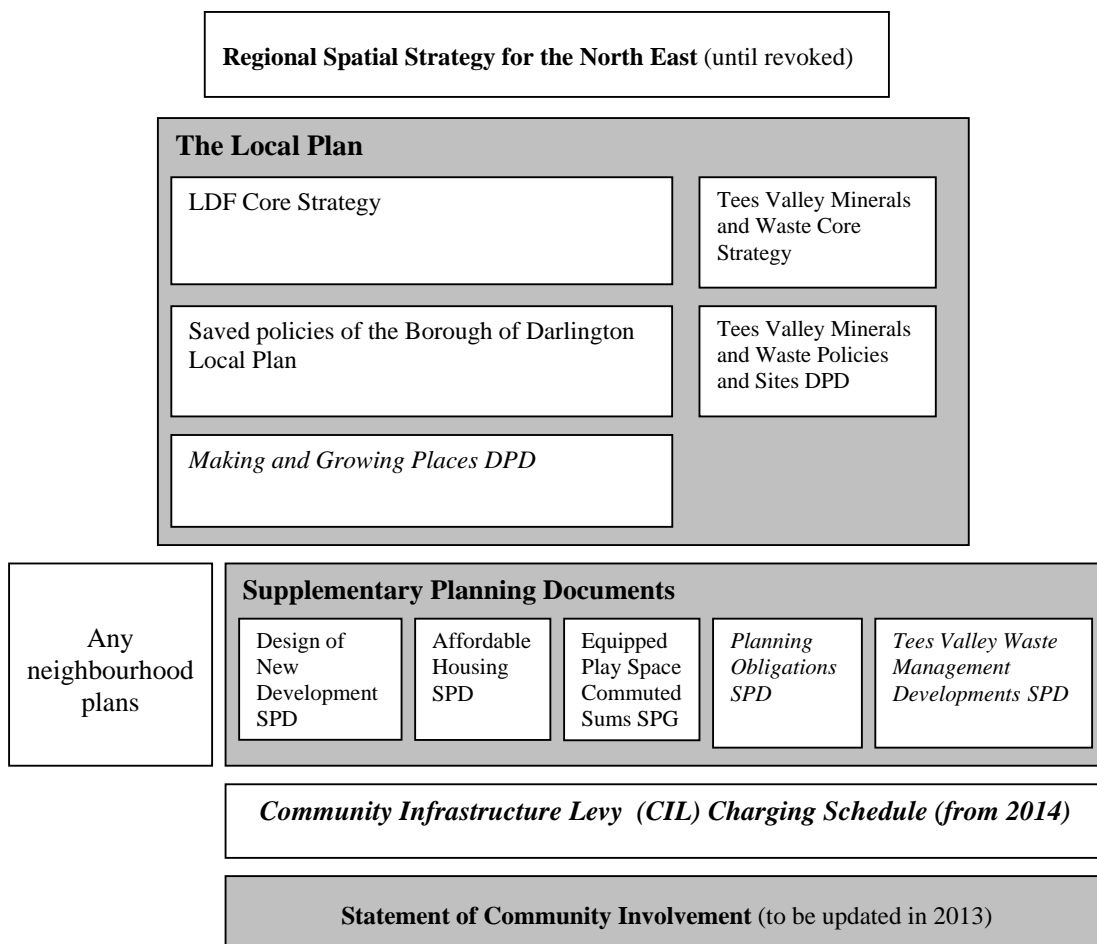 Regional Spatial Strategy for the North East (until revoked)
The Local Plan
LDF Core Strategy
Tees Valley Minerals
and Waste Core
Strategy
Saved policies of the Borough of Darlington
Local Plan
Tees Valley Minerals
and Waste Policies
and Sites DPD
Making and Growing Places DPD
Any
neighbourhood
plans
Supplementary Planning Documents
Design of
New
Development
SPD
Affordable
Housing
SPD
Equipped
Play Space
Commuted
Sums SPG
Planning
Obligations
SPD
Tees Valley Waste
Management
Developments SPD
Community Infrastructure Levy (CIL) Charging Schedule (from 2014)
Statement of Community Involvement (to be updated in 2013)